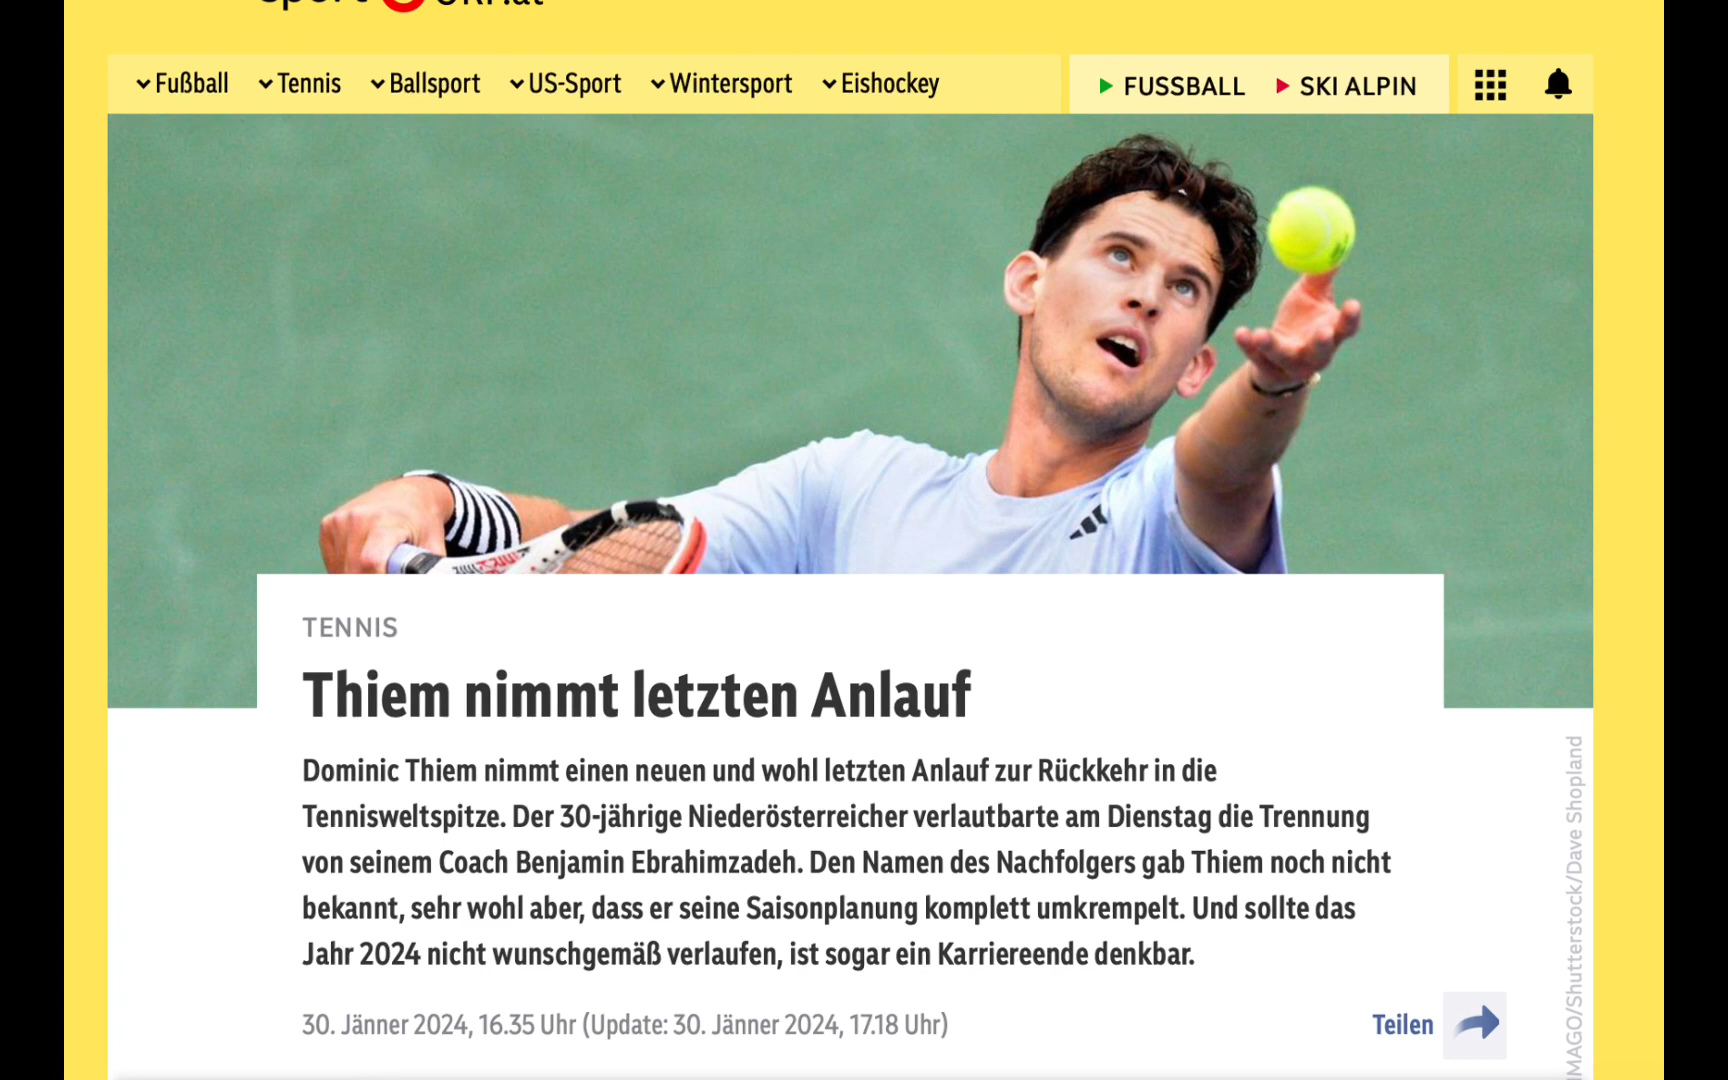 Fußball Tennis Ballsport US-Sport Wintersport Eishockey FUSSBALL SKI ALPIN
TENNIS
Thiem nimmt letzten Anlauf
Dominic Thiem nimmt einen neuen und wohl letzten Anlauf zur Rückkehr in die
Tennisweltspitze. Der 30-jährige Niederösterreicher verlautbarte am Dienstag die Trennung
von seinem Coach Benjamin Ebrahimzadeh. Den Namen des Nachfolgers gab Thiem noch nicht
bekannt, sehr wohl aber, dass er seine Saisonplanung komplett umkrempelt. Und sollte das
Jahr 2024 nicht wunschgemäß verlaufen, ist sogar ein Karriereende denkbar.
30. Jänner 2024, 16.35 Uhr (Update: 30. Jänner 2024, 17.18 Uhr)
Teilen
MAGO/Shutterstock/Dave Shopland